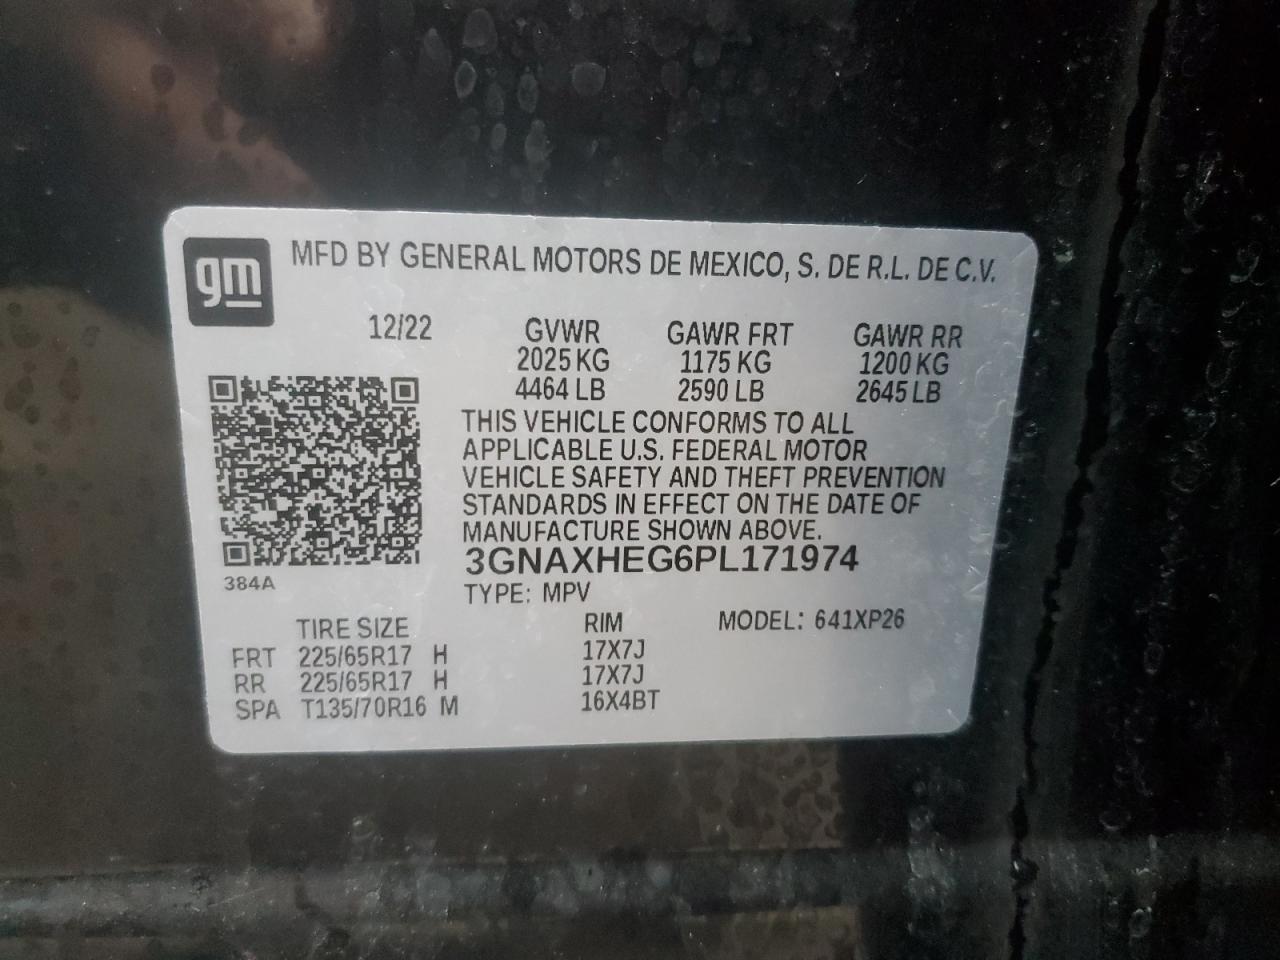 gm
MFD BY GENERAL MOTORS DE MEXICO, S. DE R.L. DE C.V.
12/22 GVWR GAWR FRT GAWR RR
2025 KG 1175 KG 1200 KG
4464 LB 2590 LB 2645 LB
THIS VEHICLE CONFORMS TO ALL
APPLICABLE U.S. FEDERAL MOTOR
VEHICLE SAFETY AND THEFT PREVENTION
STANDARDS IN EFFECT ON THE DATE OF
MANUFACTURE SHOWN ABOVE.
3GNAXHEG6PL171974
384A
TYPE: MPV
TIRE SIZE RIM MODEL: 641XP26
FRT 225/65R17 H 17X7J
RR 225/65R17 H 17X7J
SPA T135/70R16 M 16X4BT